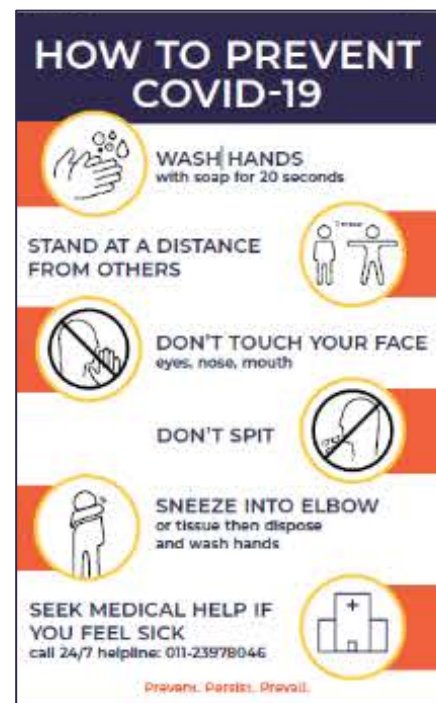 HOW TO PREVENT
COVID-19
WASH HANDS
with soap for 20 seconds
STAND AT A DISTANCE
FROM OTHERS
DON'T TOUCH YOUR FACE
eyes, nose, mouth
DON'T SPIT
SNEEZE INTO ELBOW
or tissue then dispose
and wash hands
SEEK MEDICAL HELP IF
YOU FEEL SICK
call 24/7 helpline: 011-23978046
Prevent. Persist. Prevail.